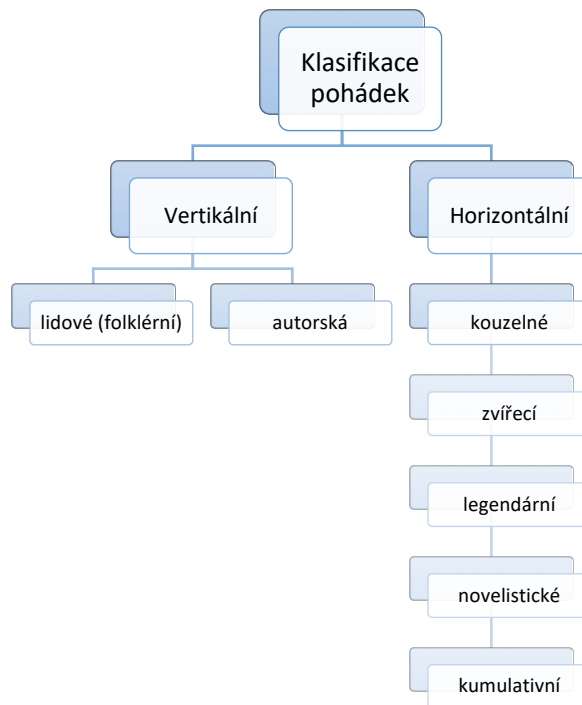 Klasifikace
pohádek
Vertikální
Horizontální
lidové (folklérní)
autorská
kouzelné
zvířecí
legendární
novelistické
kumulativní